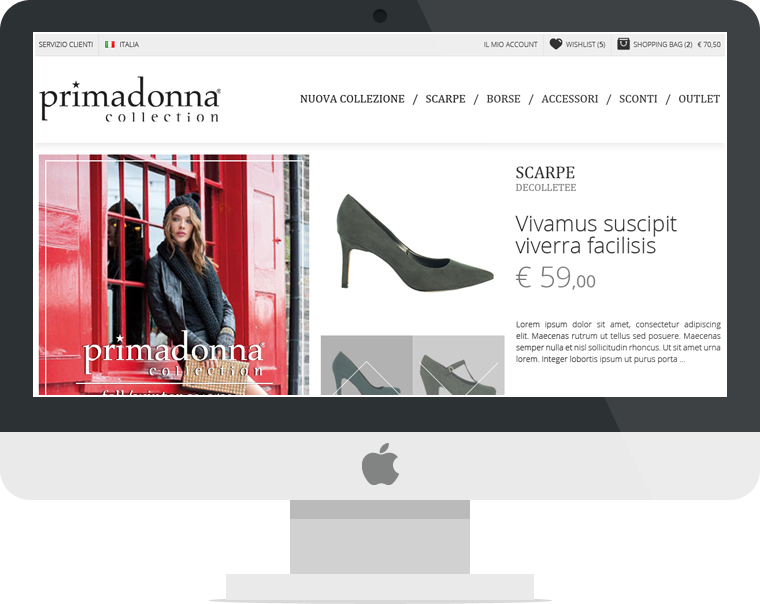 SERVIZIO CLIENTI
ITALIA
IL MIO ACCOUNT
WISHLIST (5)
SHOPPING BAG (2) € 70,50
primadonna®
collection
NUOVA COLLEZIONE / SCARPE / BORSE / ACCESSORI / SCONTI / OUTLET
primadonna®
collection
SCARPE
DECOLLETEE
Vivamus suscipit
viverra facilisis
€ 59,00
Lorem ipsum dolor sit amet, consectetur adipiscing
elit. Maecenas rutrum ut tellus sed posuere. Maecenas
semper nulla et nisl sollicitudin rhoncus. Ut sit amet urna
lorem. Integer lobortis ipsum ut purus porta ...